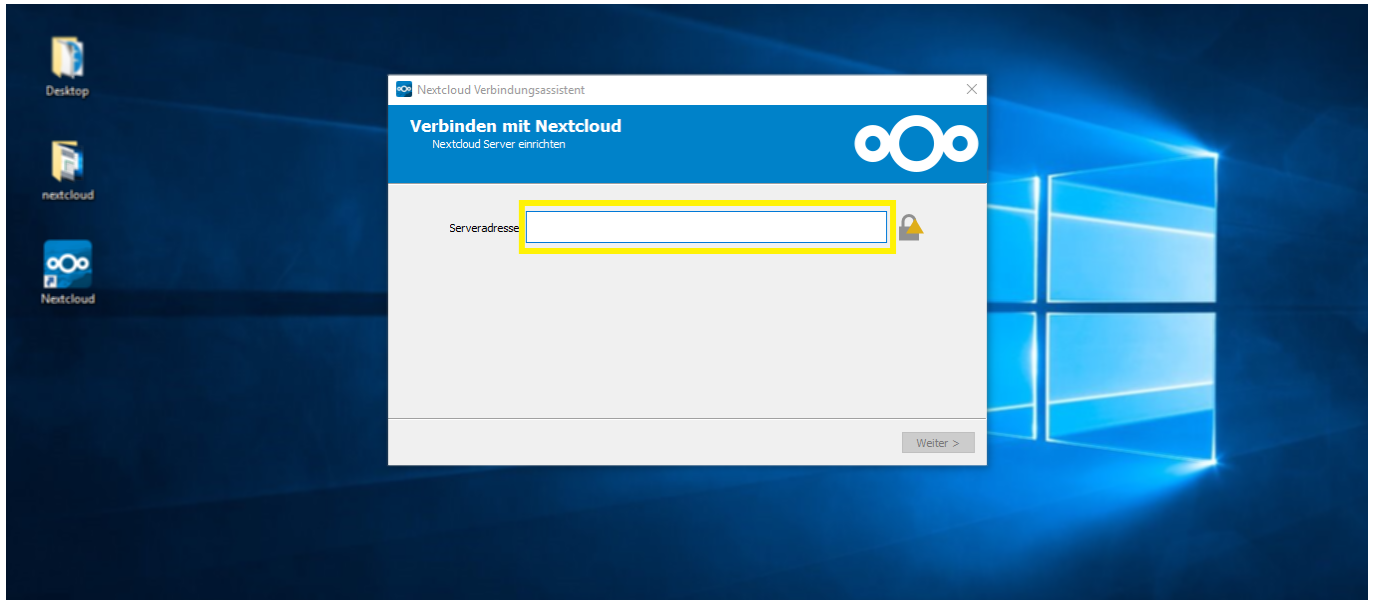 Desktop
nextcloud
Nextcloud
Nextcloud Verbindungsassistent
Verbinden mit Nextcloud
Nextcloud Server einrichten
Serveradresse
Weiter >